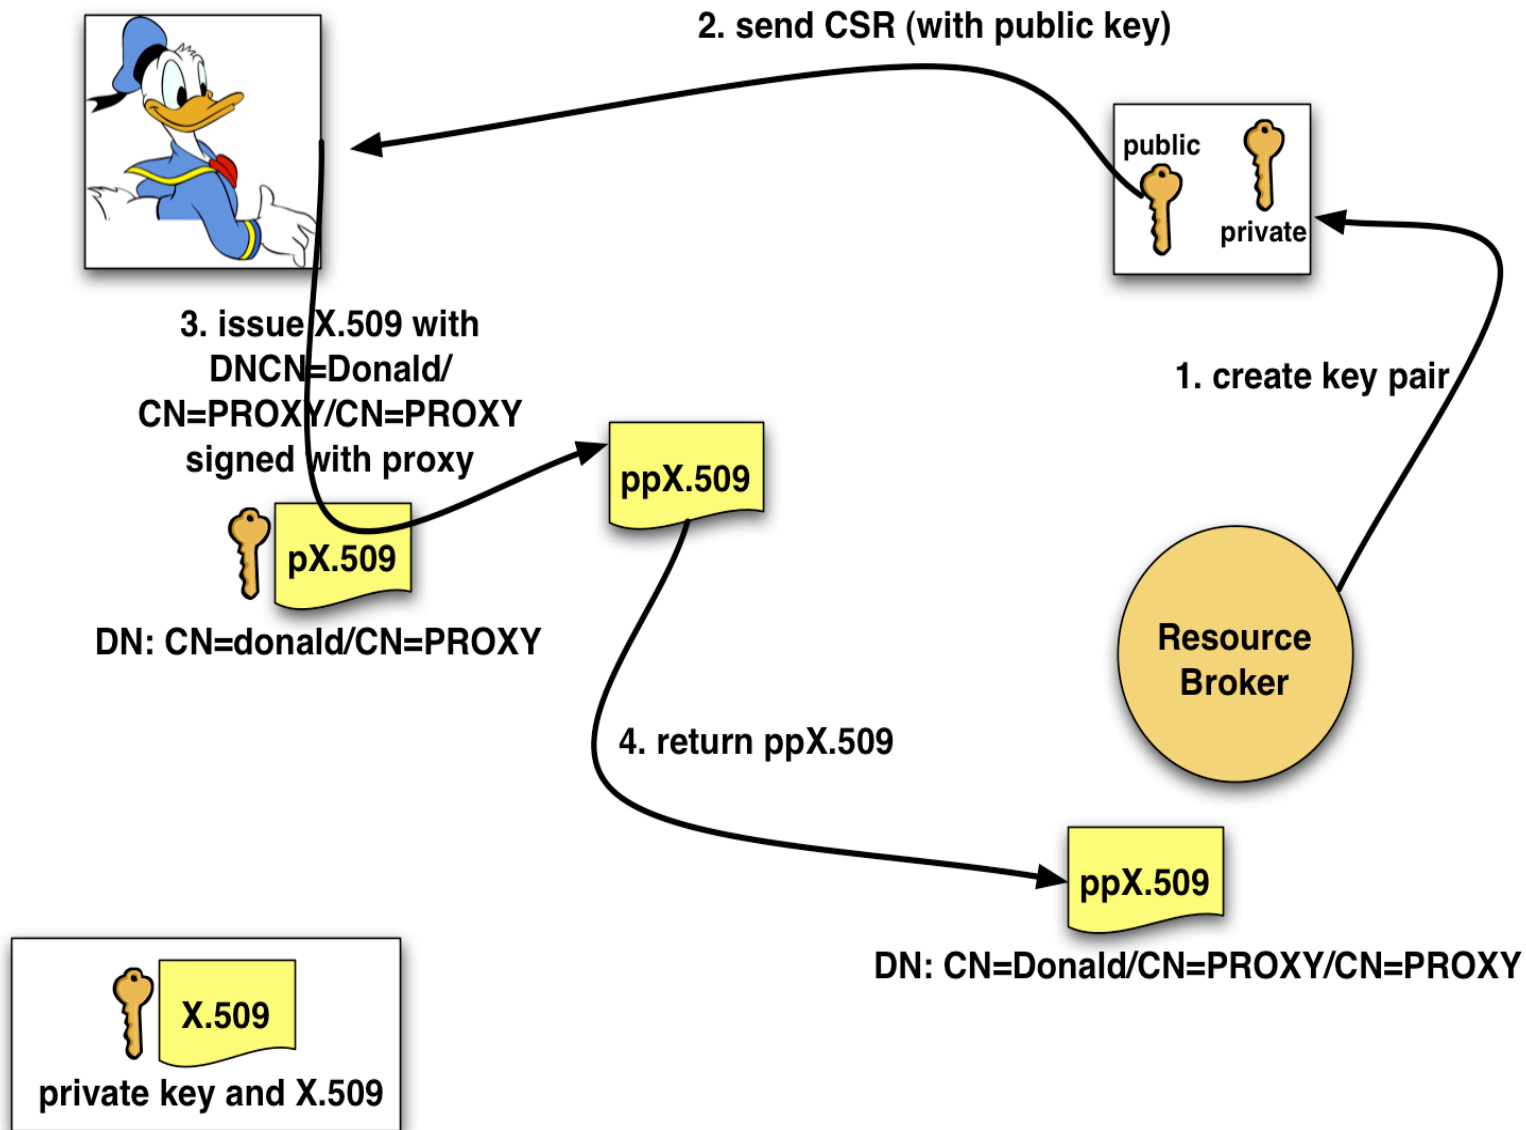 2. send CSR (with public key)
public
private
3. issue X.509 with
DNCN=Donald/
CN=PROXY/CN=PROXY
signed with proxy
1. create key pair
ppX.509
pX.509
DN: CN=donald/CN=PROXY
Resource
Broker
4. return ppX.509
ppX.509
DN: CN=Donald/CN=PROXY/CN=PROXY
X.509
private key and X.509